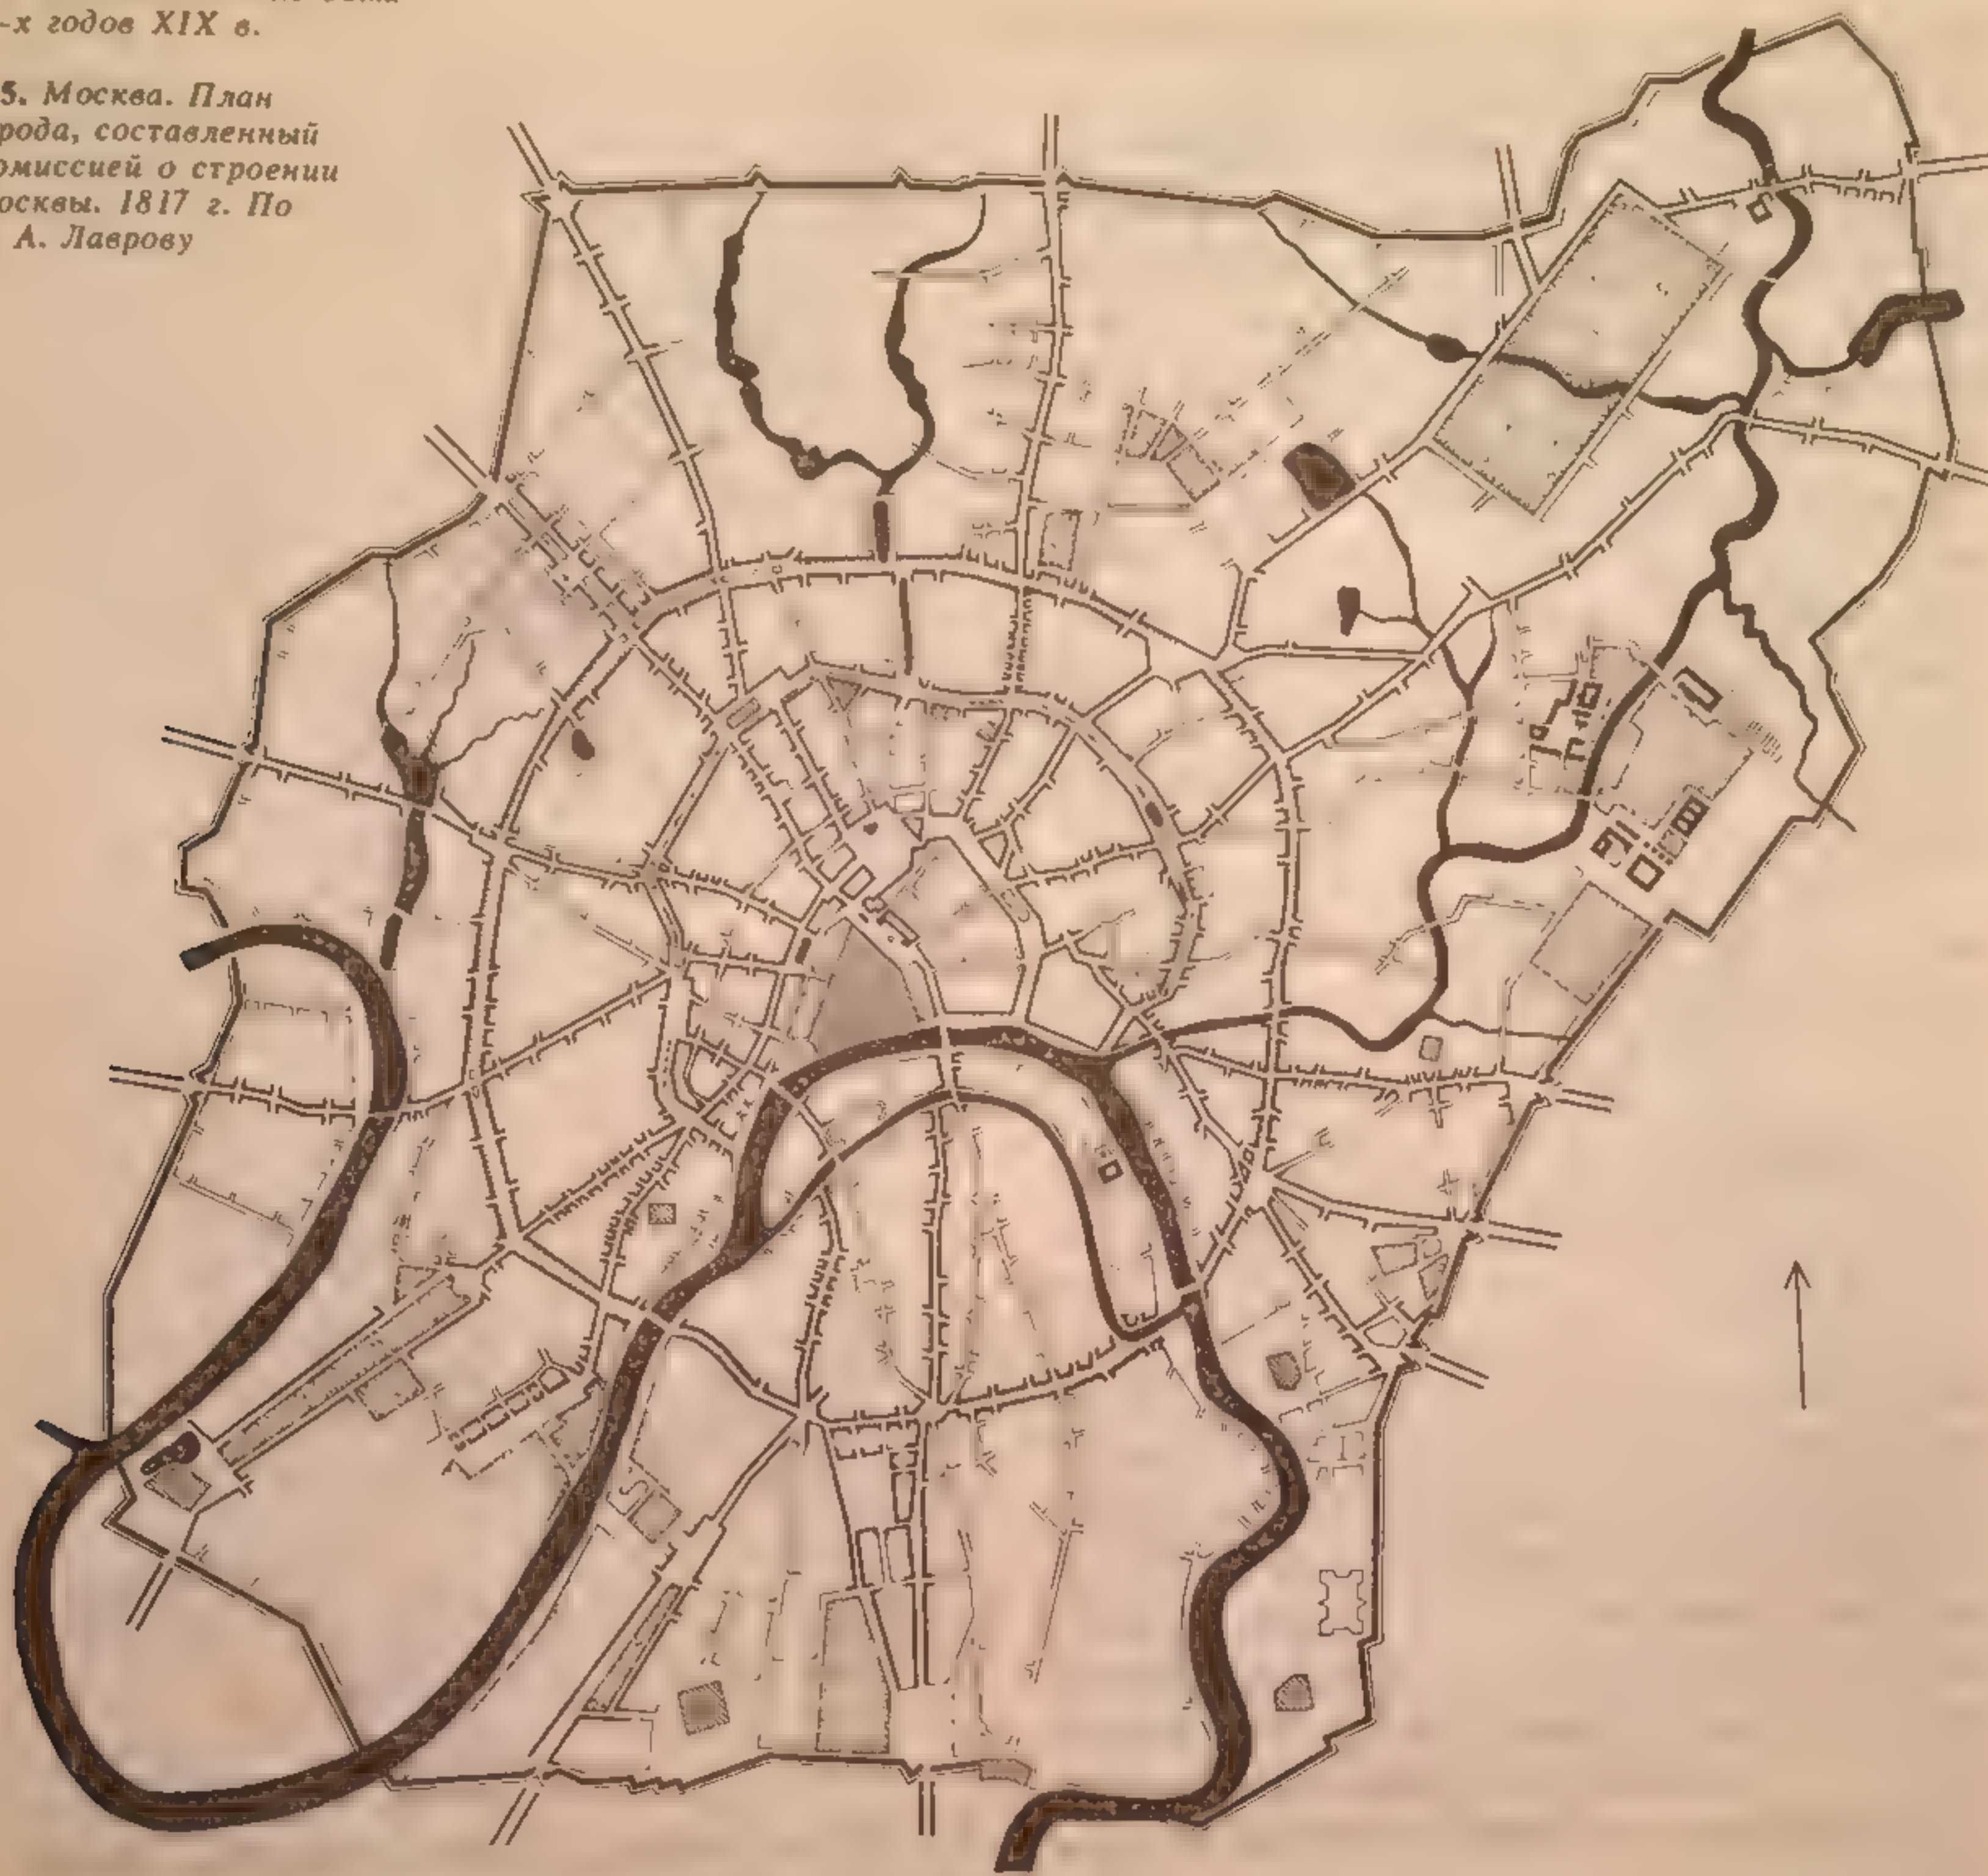 -х годов XIX в.
5. Москва. План
рода, составленный
омиссией о строении
осквы. 1817 г. По
А. Лаврову